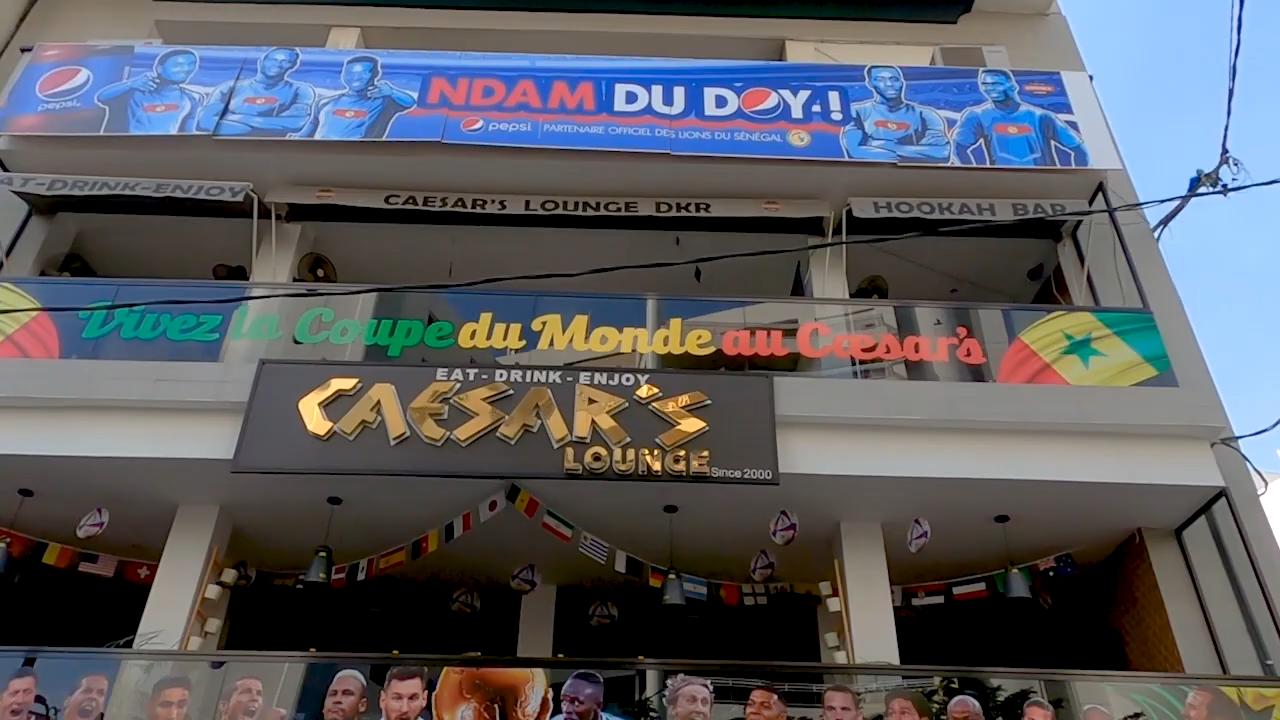 pepsi
NDAM DU DOY !
pepsi PARTENAIRE OFFICIEL DES LIONS DU SÉNÉGAL
EAT-DRINK-ENJOY
CAESAR'S LOUNGE DKR
HOOKAH BAR
Vivez la Coupe du Monde au Cæsar's
EAT - DRINK - ENJOY
CAESAR'S
LOUNGE
Since 2000